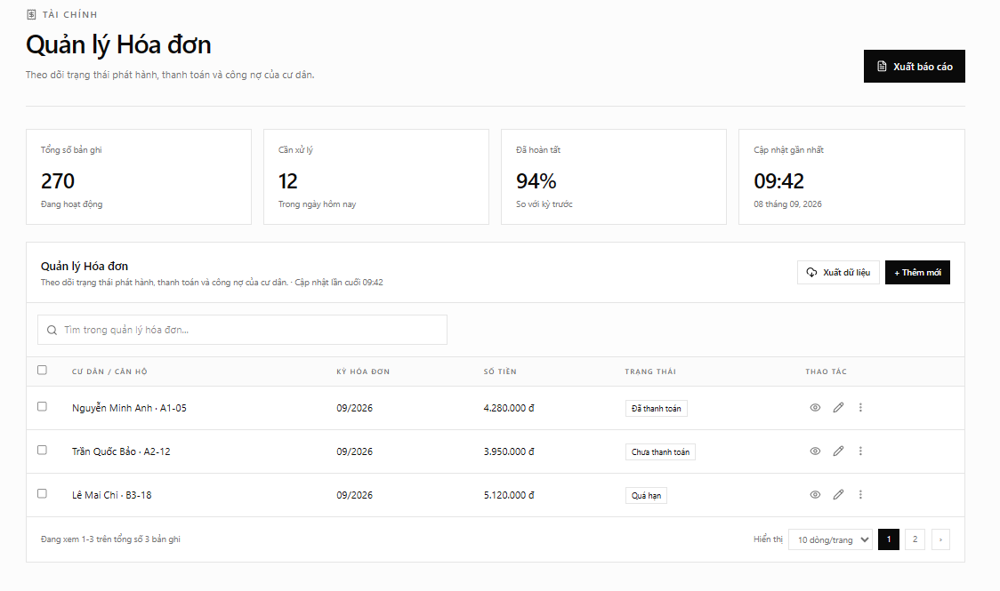 TÀI CHÍNH
Quản lý Hóa đơn
Theo dõi trạng thái phát hành, thanh toán và công nợ của cư dân.
Xuất báo cáo
Tổng số bản ghi
270
Đang hoạt động
Cần xử lý
12
Trong ngày hôm nay
Đã hoàn tất
94%
So với kỳ trước
Cập nhật gần nhất
09:42
08 tháng 09, 2026
Quản lý Hóa đơn
Theo dõi trạng thái phát hành, thanh toán và công nợ của cư dân. · Cập nhật lần cuối 09:42
Xuất dữ liệu
+ Thêm mới
Tìm trong quản lý hóa đơn...
CƯ DÂN / CĂN HỘ KỲ HÓA ĐƠN SỐ TIỀN TRẠNG THÁI THAO TÁC
Nguyễn Minh Anh · A1-05 09/2026 4.280.000 đ Đã thanh toán
Trần Quốc Bảo · A2-12 09/2026 3.950.000 đ Chưa thanh toán
Lê Mai Chi · B3-18 09/2026 5.120.000 đ Quá hạn
Đang xem 1-3 trên tổng số 3 bản ghi
Hiển thị 10 dòng/trang 1 2 ›